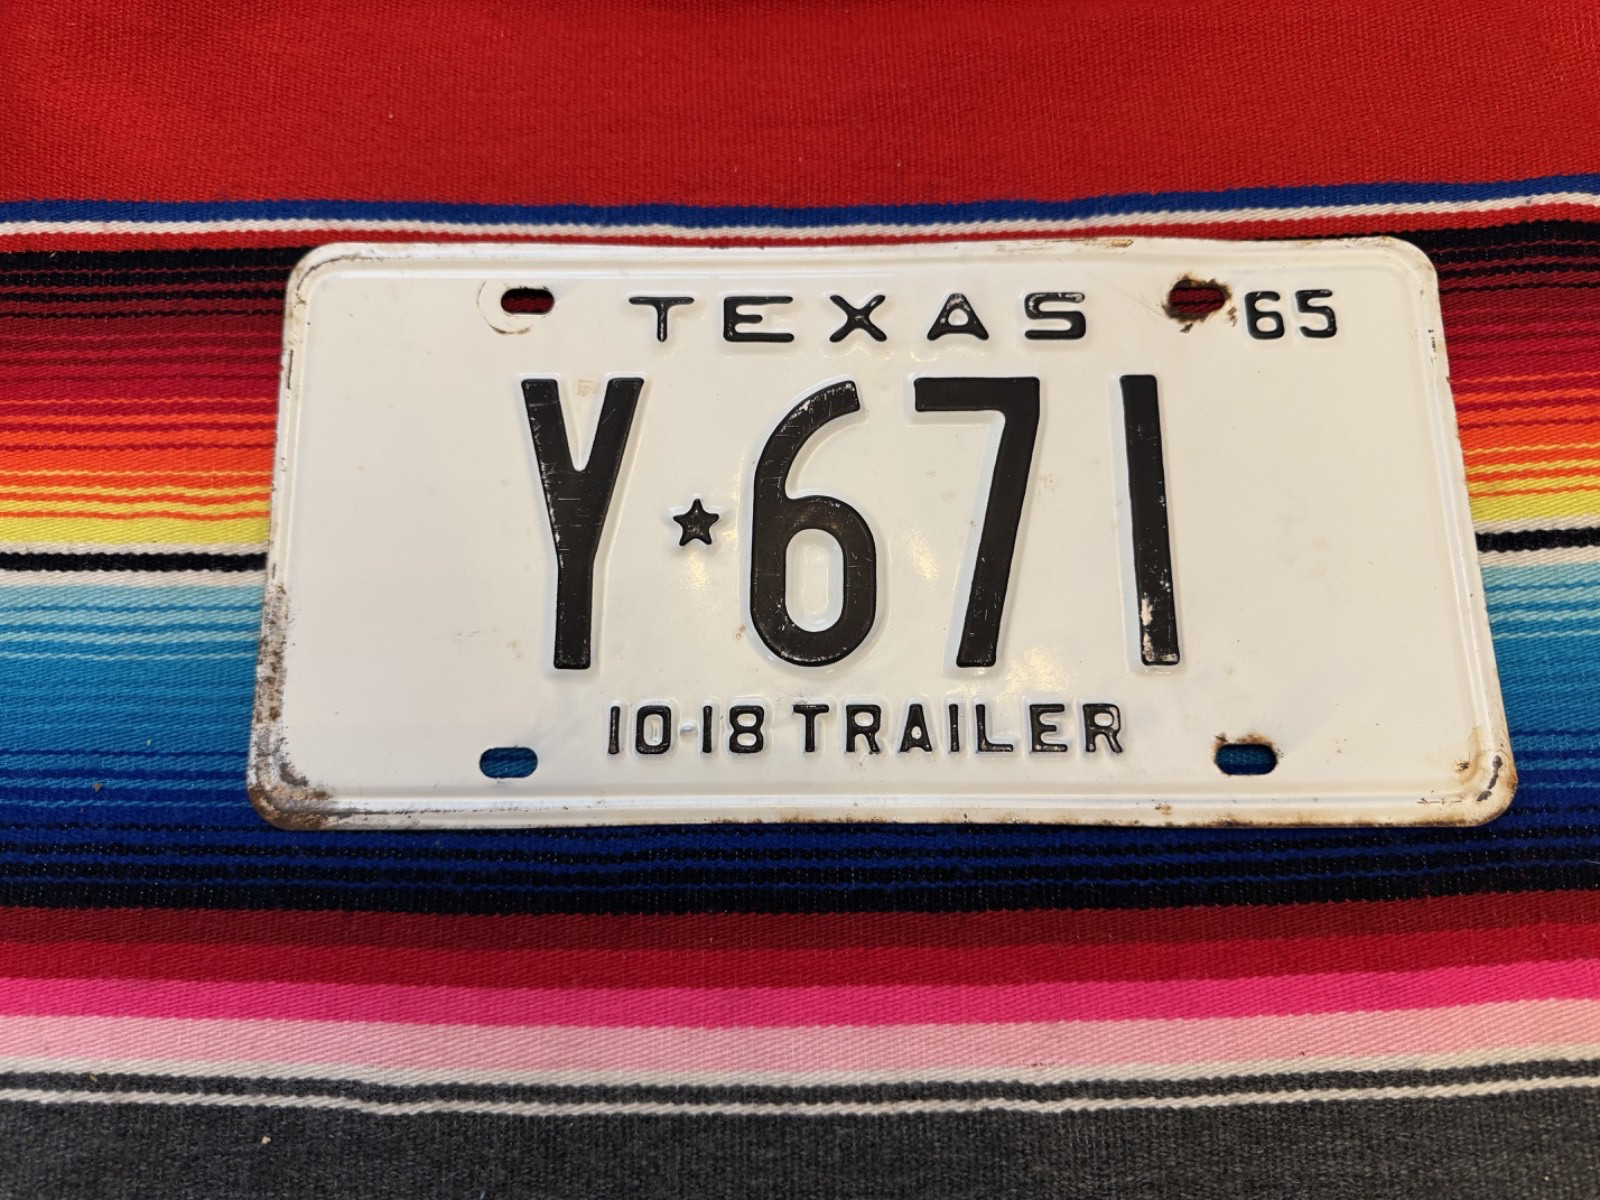 TEXAS 65
Y★671
10-18 TRAILER